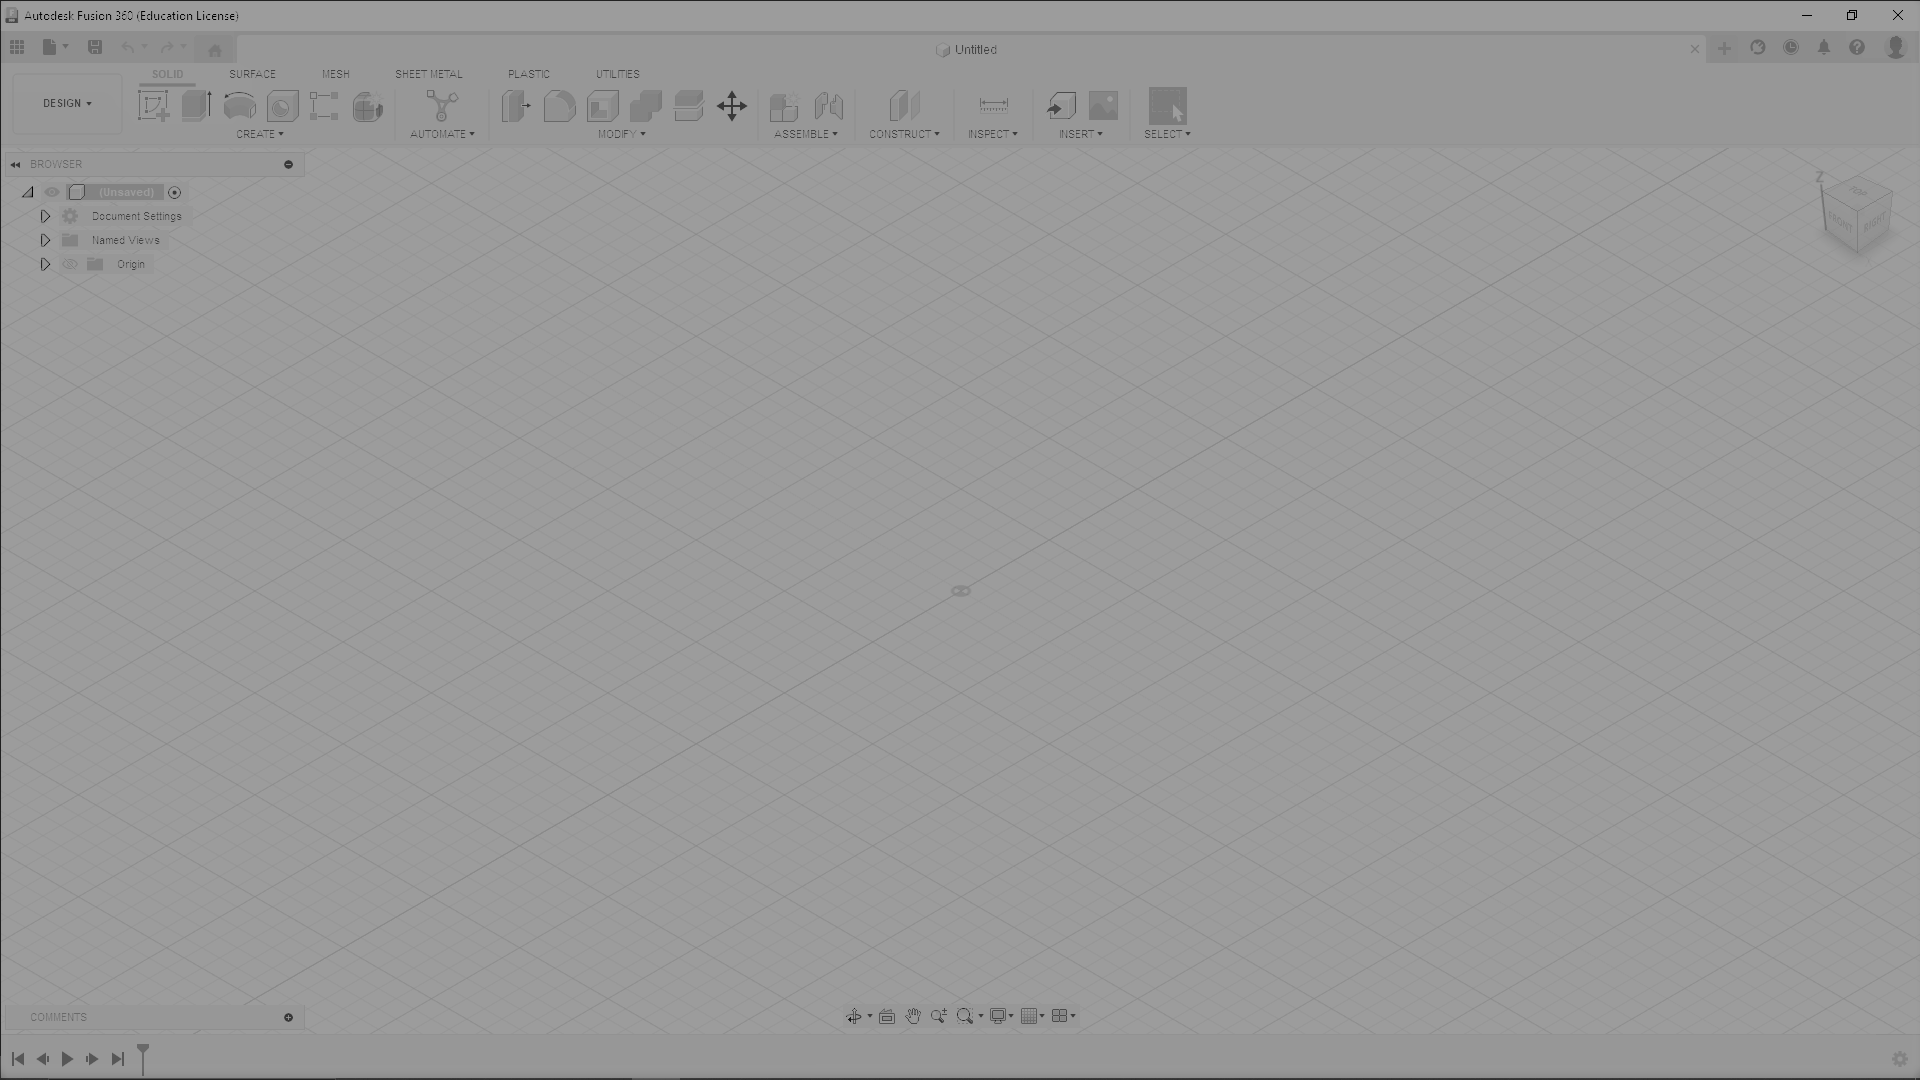 Autodesk Fusion 360 (Education License)
Untitled
SOLID SURFACE MESH SHEET METAL PLASTIC UTILITIES
DESIGN
CREATE AUTOMATE MODIFY ASSEMBLE CONSTRUCT INSPECT INSERT SELECT
BROWSER
(Unsaved)
Document Settings
Named Views
Origin
Z
TOP
FRONT
RIGHT
COMMENTS